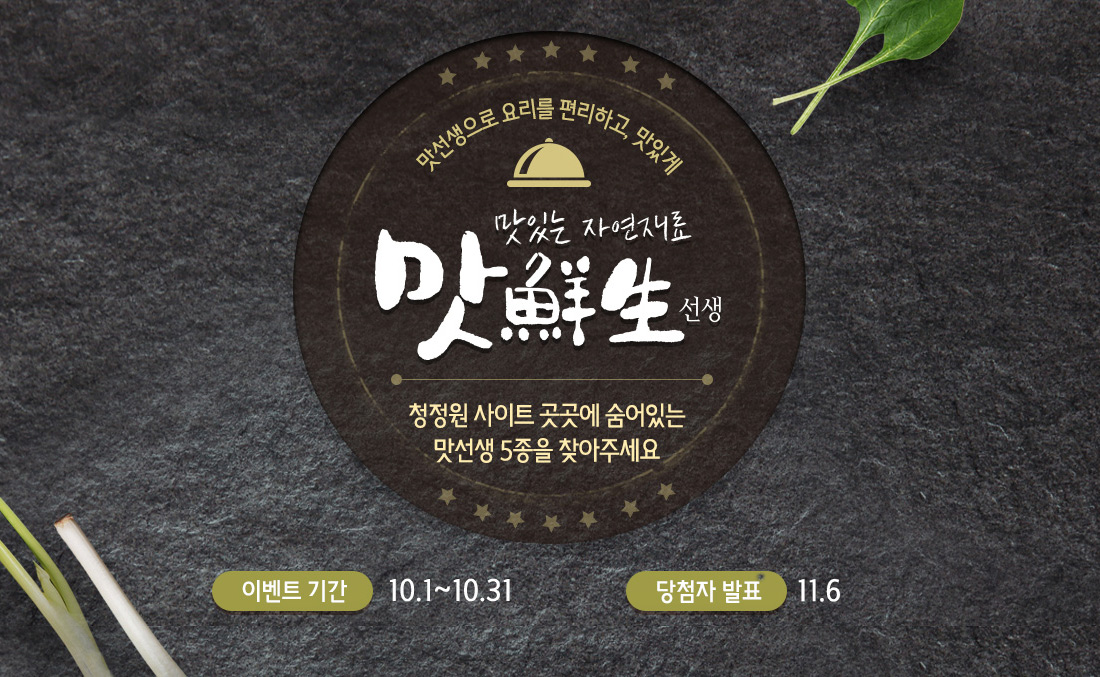 맛선생으로 요리를 편리하고, 맛있게
맛있는 자연재료
맛鮮生 선생
청정원 사이트 곳곳에 숨어있는
맛선생 5종을 찾아주세요
이벤트 기간 10.1~10.31
당첨자 발표 11.6